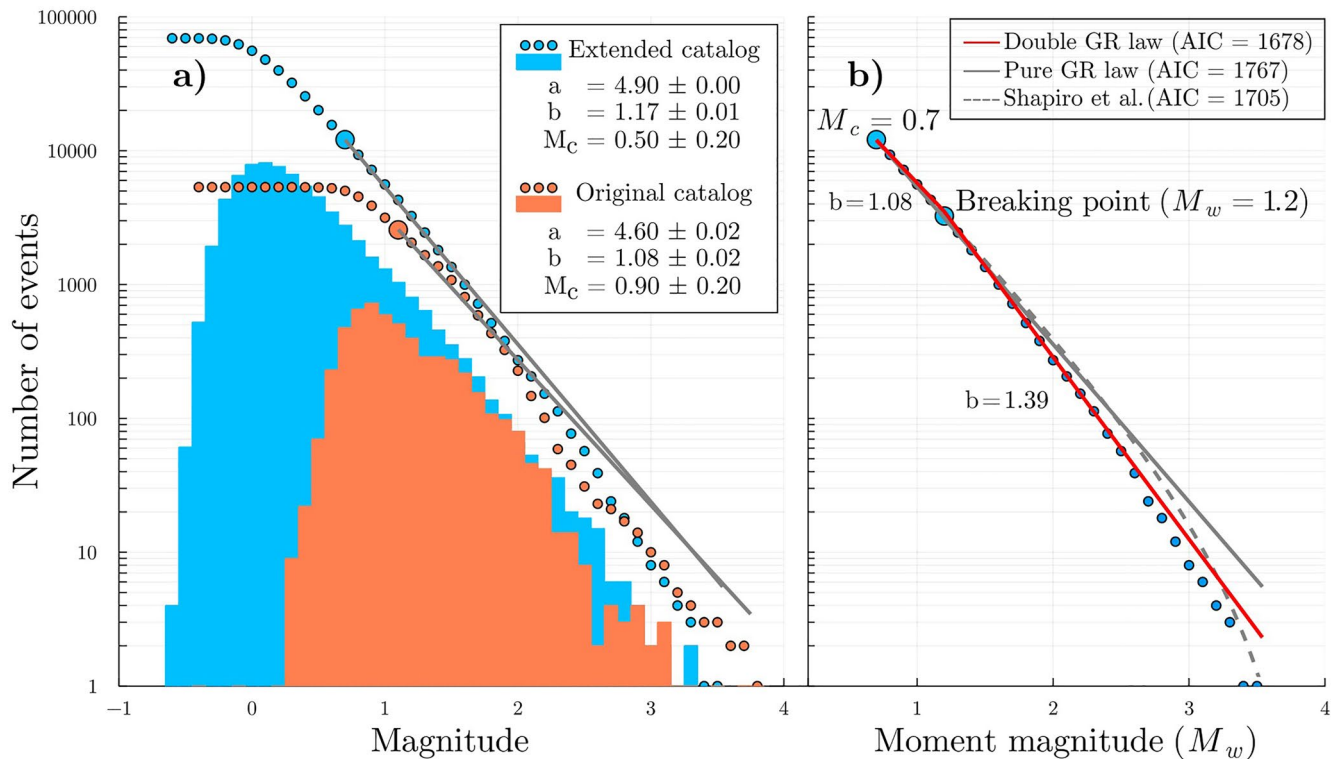 a)
Extended catalog
a = 4.90 ± 0.00
b = 1.17 ± 0.01
Mc = 0.50 ± 0.20
Original catalog
a = 4.60 ± 0.02
b = 1.08 ± 0.02
Mc = 0.90 ± 0.20
Number of events
100000
10000
1000
100
10
1
−1 0 1 2 3 4
Magnitude
b)
Double GR law (AIC = 1678)
Pure GR law (AIC = 1767)
Shapiro et al.(AIC = 1705)
Mc = 0.7
b=1.08
Breaking point (Mw = 1.2)
b=1.39
1 2 3 4
Moment magnitude (Mw)